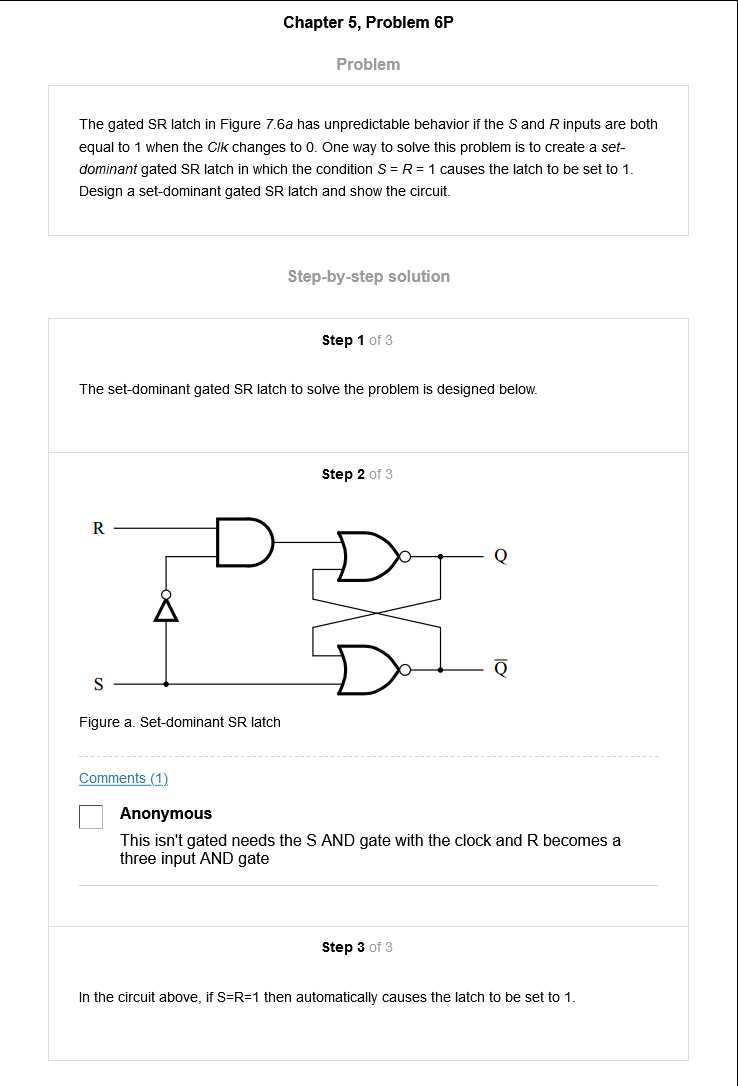 Chapter 5, Problem 6P
Problem
The gated SR latch in Figure 7.6a has unpredictable behavior if the S and R inputs are both
equal to 1 when the Clk changes to 0. One way to solve this problem is to create a set-
dominant gated SR latch in which the condition S = R = 1 causes the latch to be set to 1.
Design a set-dominant gated SR latch and show the circuit.
Step-by-step solution
Step 1 of 3
The set-dominant gated SR latch to solve the problem is designed below.
Step 2 of 3
R
Q
S
Q̅
Figure a. Set-dominant SR latch
Comments (1)
Anonymous
This isn't gated needs the S AND gate with the clock and R becomes a
three input AND gate
Step 3 of 3
In the circuit above, if S=R=1 then automatically causes the latch to be set to 1.